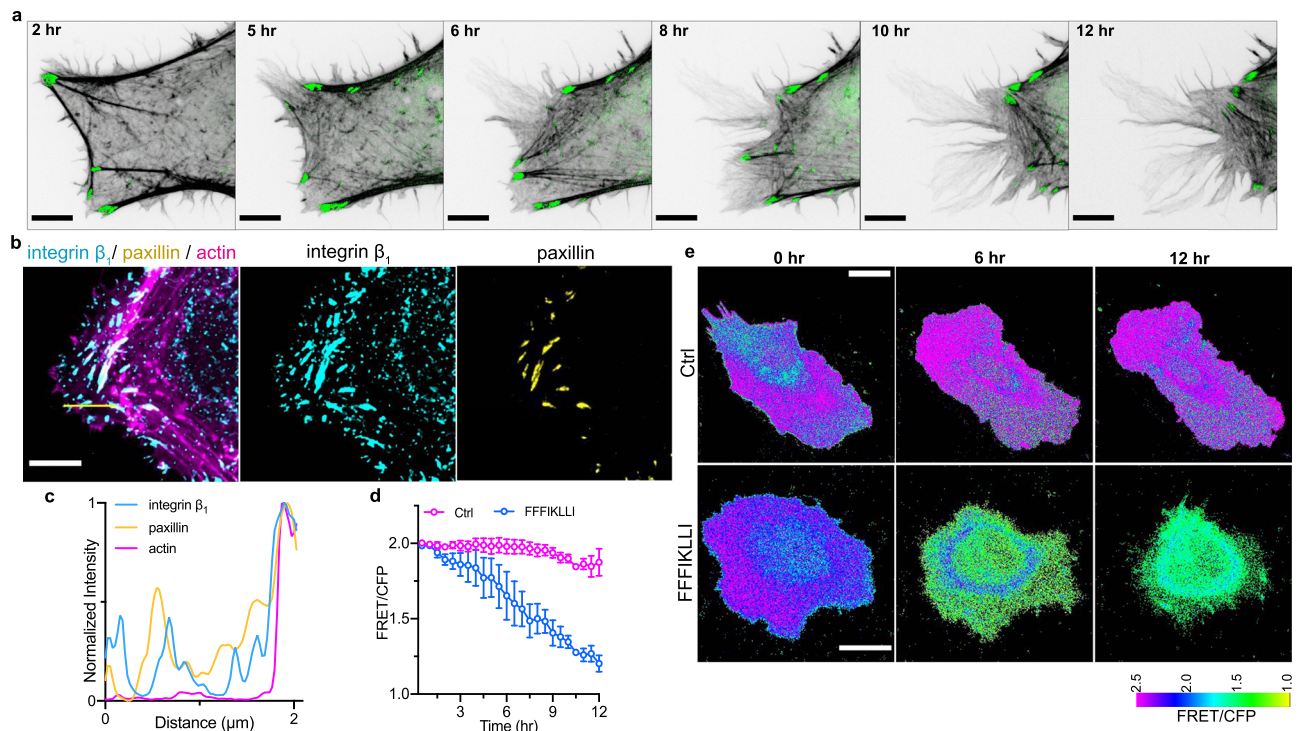 a
2 hr
5 hr
6 hr
8 hr
10 hr
12 hr
b
integrin β₁/ paxillin / actin
integrin β₁
paxillin
c
1
0
Normalized Intensity
integrin β₁
paxillin
actin
0
2
Distance (µm)
d
Ctrl
FFFIKLLI
2.0
1.5
1.0
FRET/CFP
3
6
9
12
Time (hr)
e
0 hr
6 hr
12 hr
Ctrl
FFFIKLLI
2.5
2.0
1.5
1.0
FRET/CFP